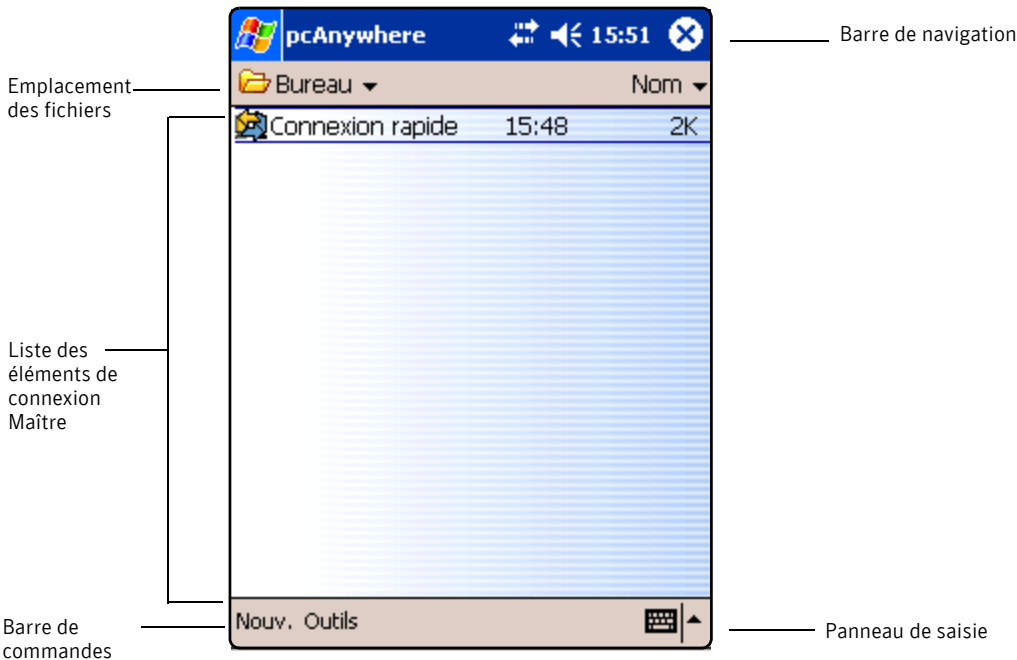 pcAnywhere 15:51
Barre de navigation
Emplacement
des fichiers
Bureau Nom
Connexion rapide 15:48 2K
Liste des
éléments de
connexion
Maître
Barre de
commandes
Nouv. Outils
Panneau de saisie